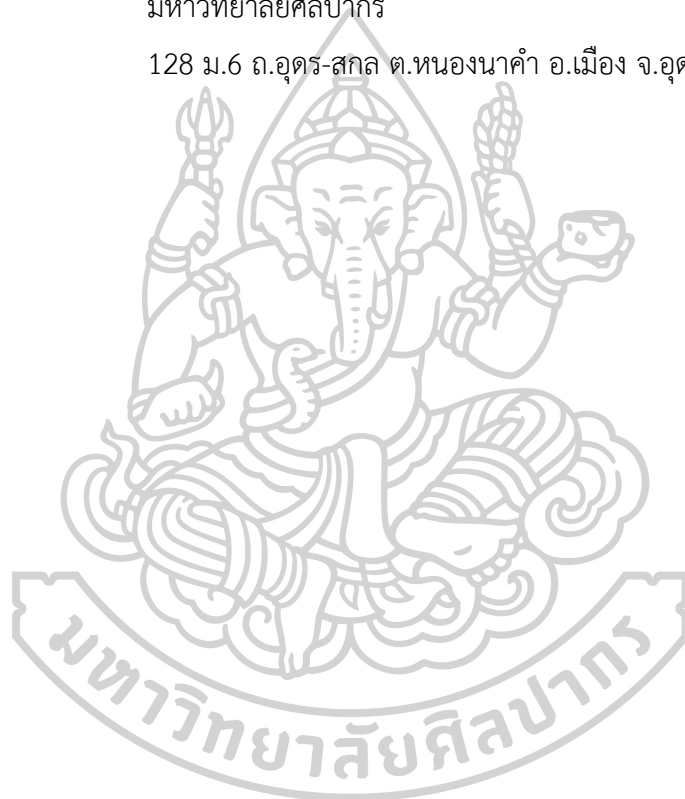 มหาวิทยาลัยศิลปากร
128 ม.6 ถ.อุดร-สกล ต.หนองนาคำ อ.เมือง จ.อุด
มหาวิทยาลัยศิลปากร